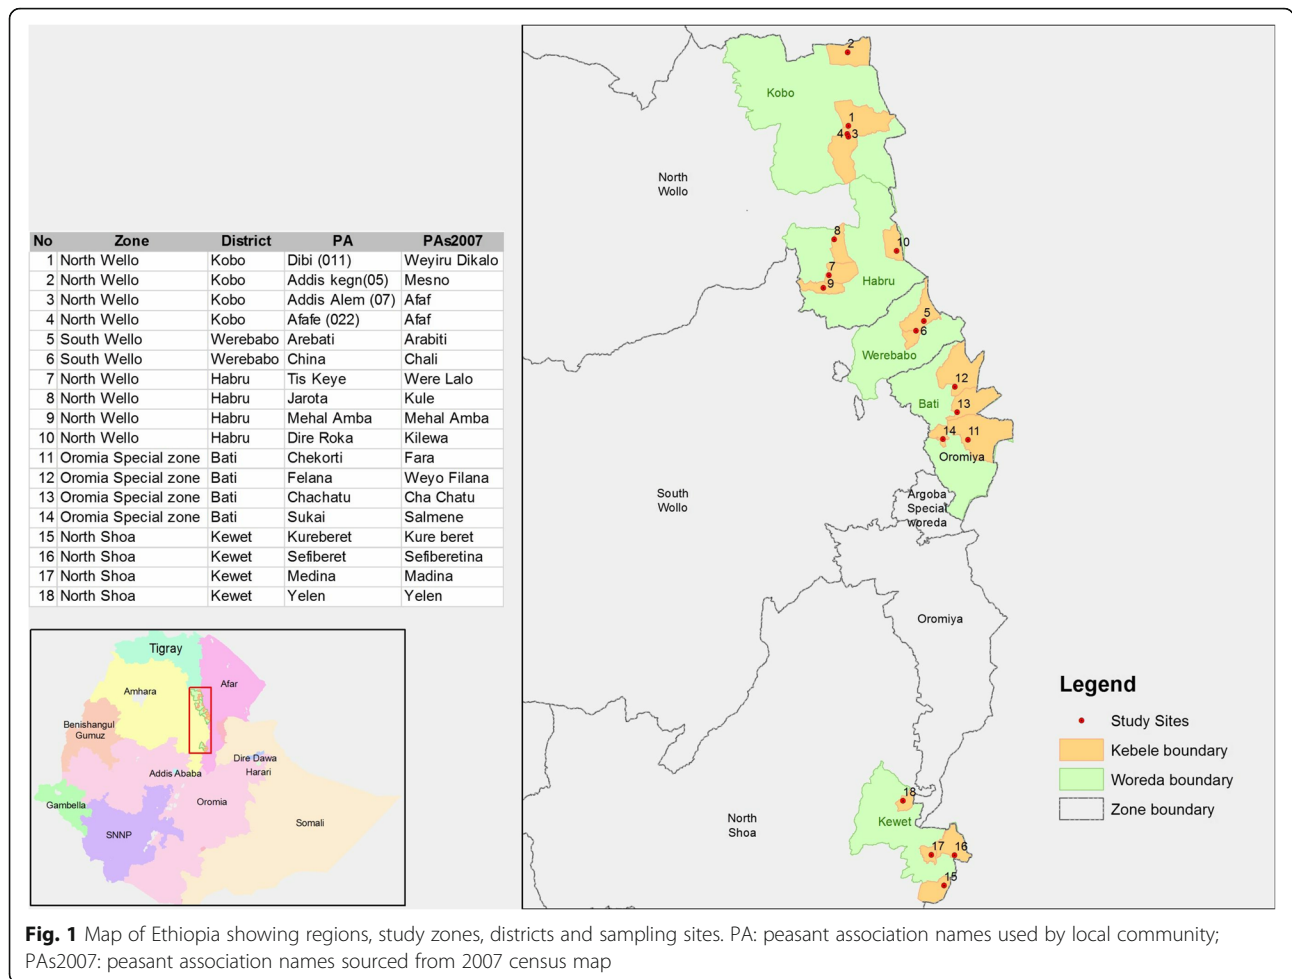 No Zone District PA PAs2007
1 North Wello Kobo Dibi (011) Weyiru Dikalo
2 North Wello Kobo Addis kegn(05) Mesno
3 North Wello Kobo Addis Alem (07) Afaf
4 North Wello Kobo Afafe (022) Afaf
5 South Wello Werebabo Arebati Arabiti
6 South Wello Werebabo China Chali
7 North Wello Habru Tis Keye Were Lalo
8 North Wello Habru Jarota Kule
9 North Wello Habru Mehal Amba Mehal Amba
10 North Wello Habru Dire Roka Kilewa
11 Oromia Special zone Bati Chekorti Fara
12 Oromia Special zone Bati Felana Weyo Filana
13 Oromia Special zone Bati Chachatu Cha Chatu
14 Oromia Special zone Bati Sukai Salmene
15 North Shoa Kewet Kureberet Kure beret
16 North Shoa Kewet Sefiberet Sefiberetina
17 North Shoa Kewet Medina Madina
18 North Shoa Kewet Yelen Yelen
Tigray
Afar
Amhara
Benishangul
Gumuz
Dire Dawa
Harari
Addis Ababa
Gambella
Oromia
SNNP
Somali
2
Kobo
1
4 3
North
Wollo
8
10
7
9
Habru
5
6
Werebabo
12
Bati
13
14 11
Oromiya
South
Wollo
Argoba
Special
woreda
Oromiya
18
Kewet
North
Shoa
17 16
15
Legend
Study Sites
Kebele boundary
Woreda boundary
Zone boundary
Fig. 1 Map of Ethiopia showing regions, study zones, districts and sampling sites. PA: peasant association names used by local community;
PAs2007: peasant association names sourced from 2007 census map